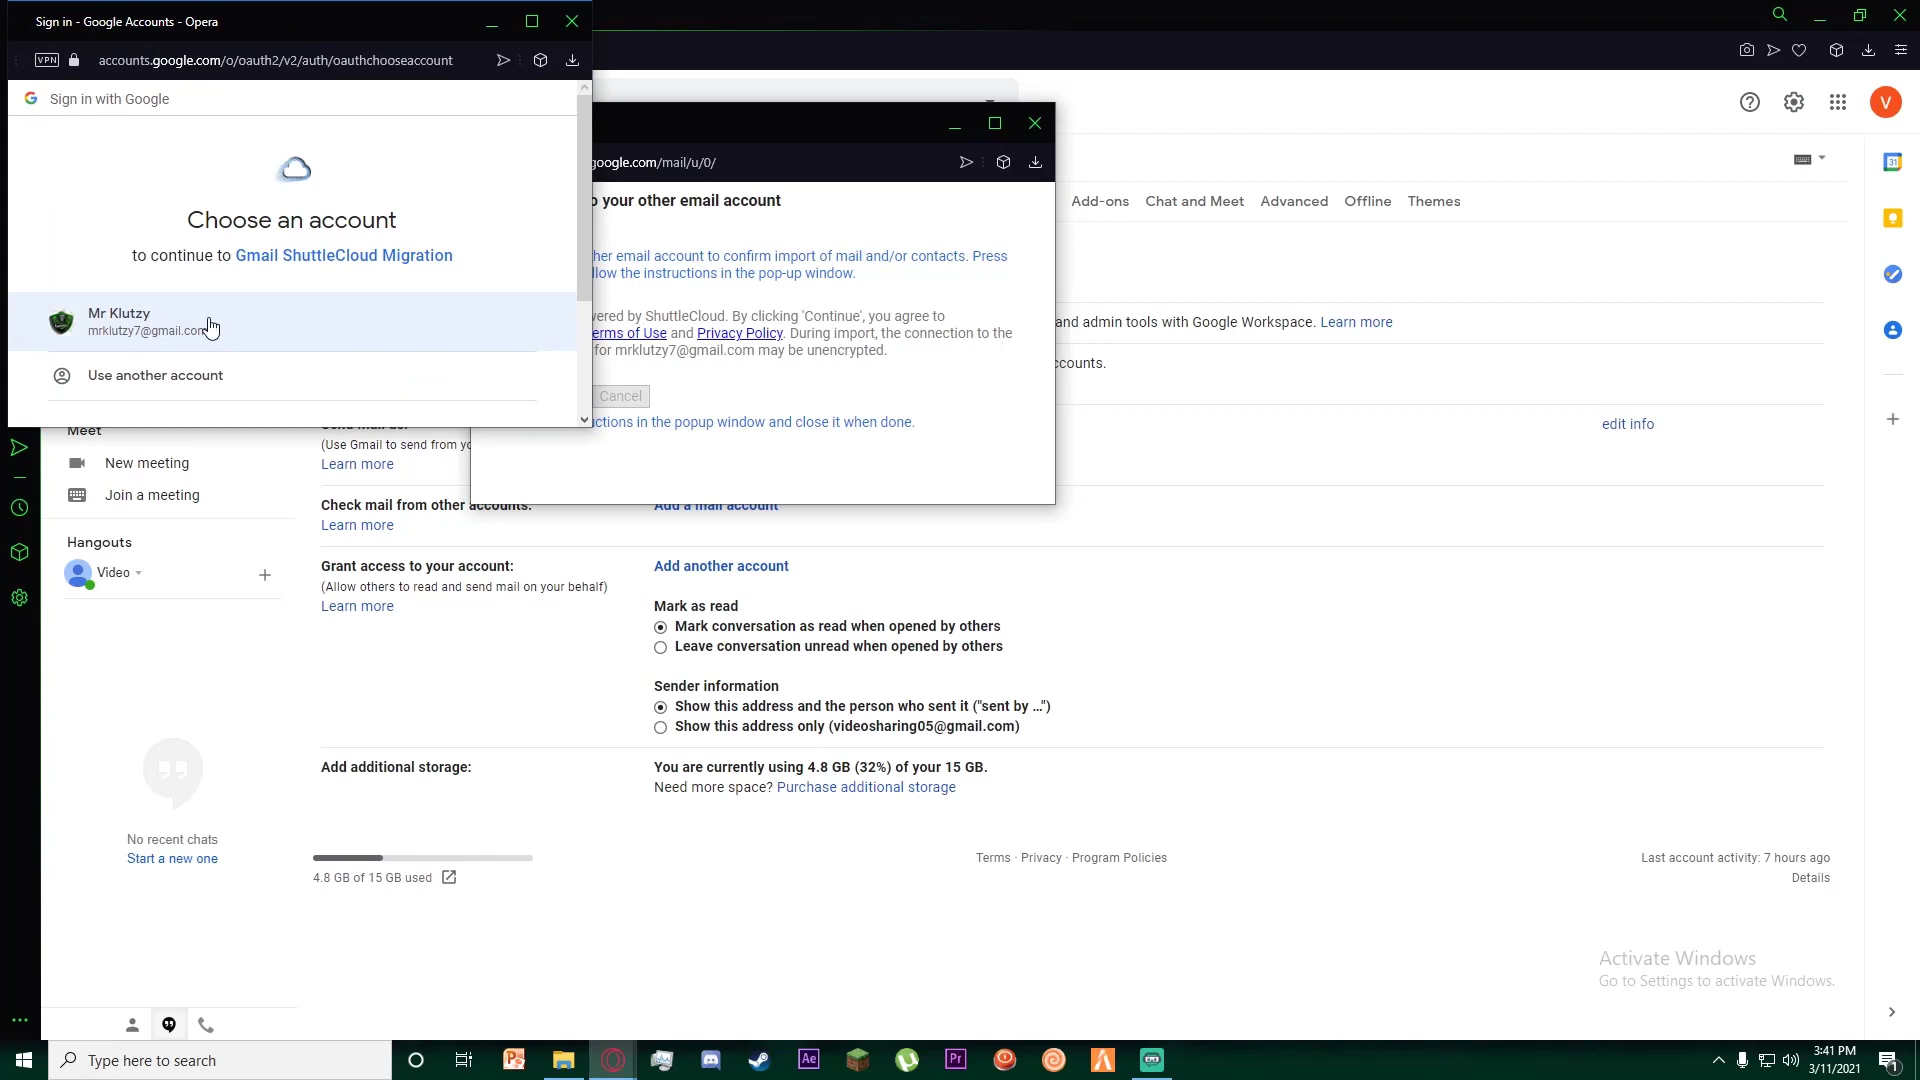 Sign in - Google Accounts - Opera
VPN
accounts.google.com/o/oauth2/v2/auth/oauthchooseaccount
Sign in with Google
Choose an account
to continue to Gmail ShuttleCloud Migration
Mr Klutzy
mrklutzy7@gmail.com
Use another account
google.com/mail/u/0/
o your other email account
her email account to confirm import of mail and/or contacts. Press
llow the instructions in the pop-up window.
wered by ShuttleCloud. By clicking 'Continue', you agree to
erms of Use and Privacy Policy. During import, the connection to the
for mrklutzy7@gmail.com may be unencrypted.
Cancel
uctions in the popup window and close it when done.
V
31
Add-ons
Chat and Meet
Advanced
Offline
Themes
and admin tools with Google Workspace. Learn more
ccounts.
edit info
Meet
New meeting
Join a meeting
Hangouts
Video
No recent chats
Start a new one
Send mail as:
(Use Gmail to send from yo
Learn more
Check mail from other accounts:
Learn more
Add a mail account
Grant access to your account:
(Allow others to read and send mail on your behalf)
Learn more
Add another account
Mark as read
Mark conversation as read when opened by others
Leave conversation unread when opened by others
Sender information
Show this address and the person who sent it ("sent by ...")
Show this address only (videosharing05@gmail.com)
Add additional storage:
You are currently using 4.8 GB (32%) of your 15 GB.
Need more space? Purchase additional storage
4.8 GB of 15 GB used
Terms · Privacy · Program Policies
Last account activity: 7 hours ago
Details
Activate Windows
Go to Settings to activate Windows.
Type here to search
Ae
Pr
3:41 PM
3/11/2021
1